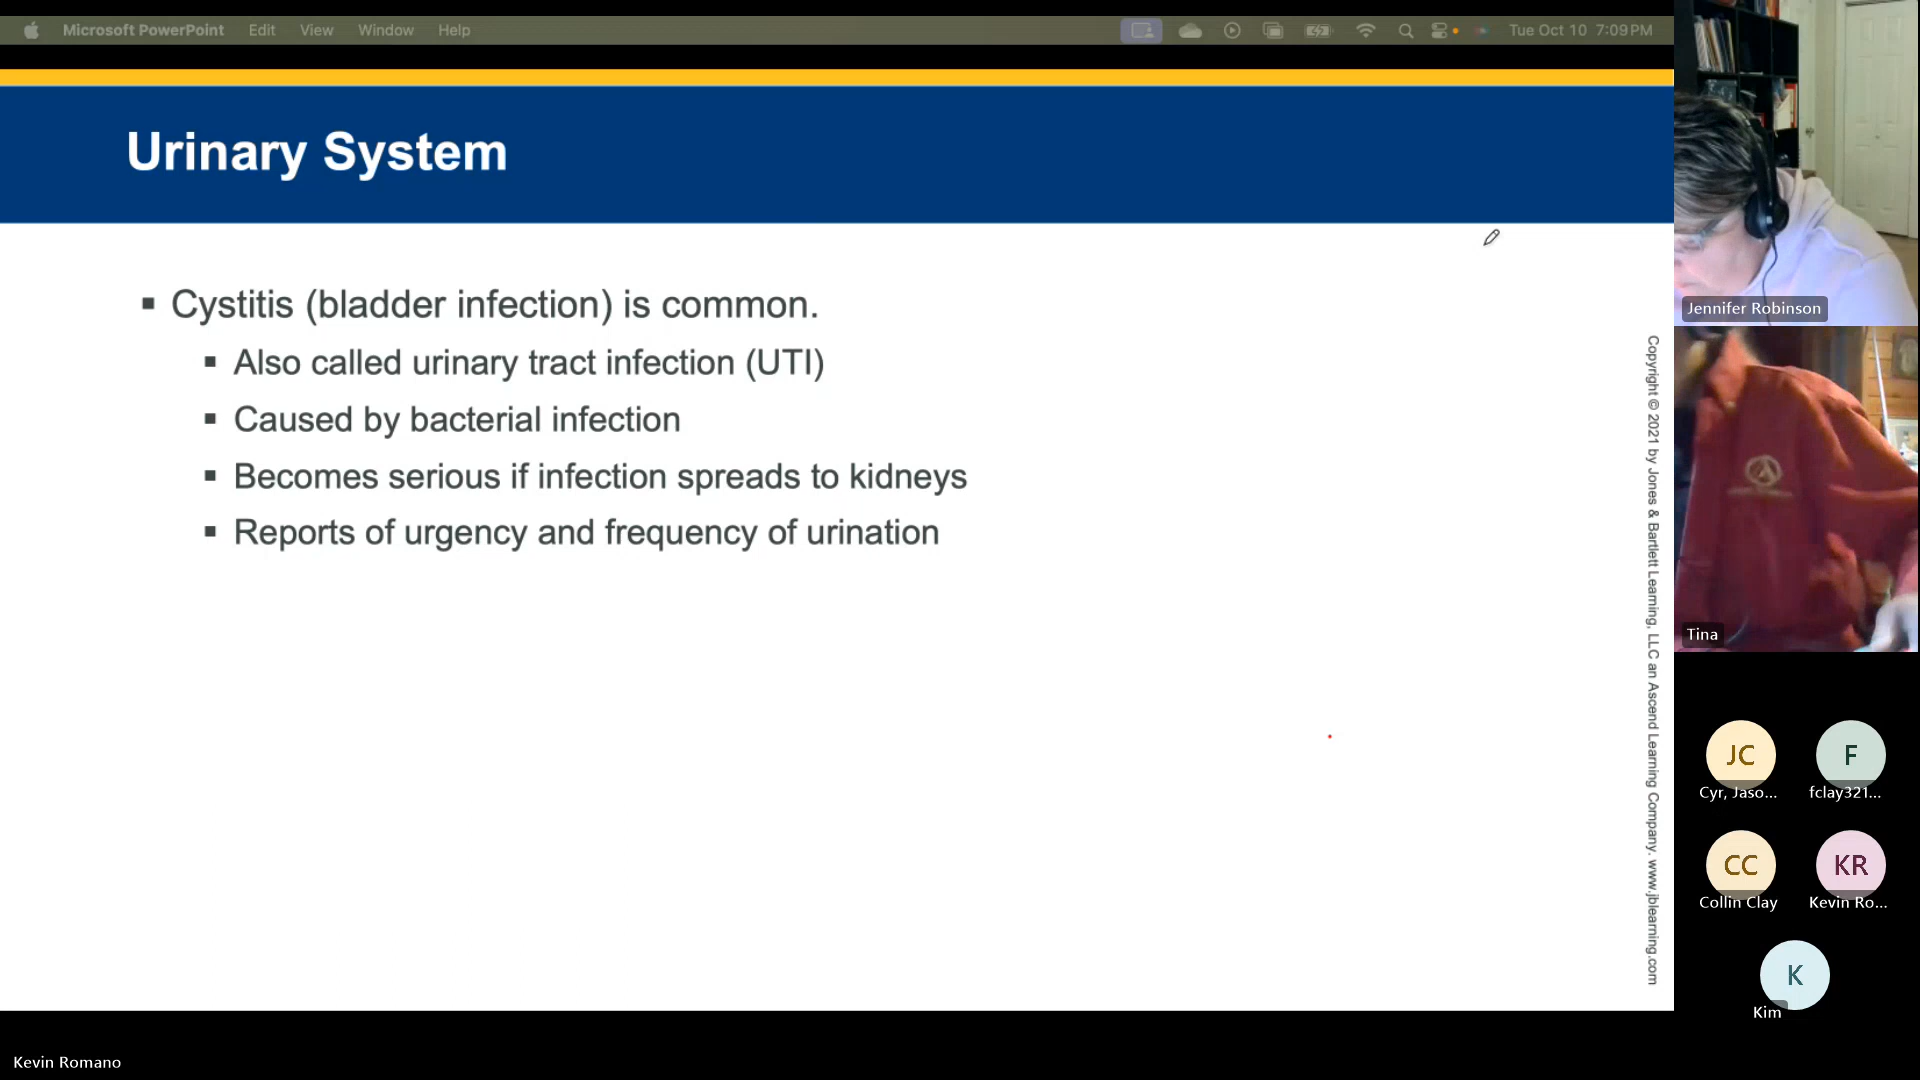 Microsoft PowerPoint Edit View Window Help Tue Oct 10 7:09 PM
Urinary System
▪ Cystitis (bladder infection) is common.
▪ Also called urinary tract infection (UTI)
▪ Caused by bacterial infection
▪ Becomes serious if infection spreads to kidneys
▪ Reports of urgency and frequency of urination
Copyright © 2021 by Jones & Bartlett Learning, LLC an Ascend Learning Company. www.jblearning.com
Jennifer Robinson
Tina
JC
Cyr, Jaso...
F
fclay321...
CC
Collin Clay
KR
Kevin Ro...
K
Kim
Kevin Romano